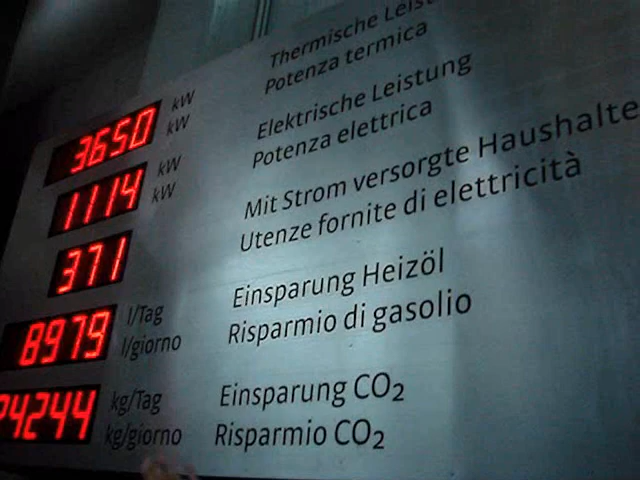 Thermische Leist
Potenza termica
3650 kW
kW
Elektrische Leistung
Potenza elettrica
1114 kW
kW
Mit Strom versorgte Haushalte
Utenze fornite di elettricità
371
Einsparung Heizöl
Risparmio di gasolio
8979 l/Tag
l/giorno
Einsparung CO₂
Risparmio CO₂
24244 kg/Tag
kg/giorno